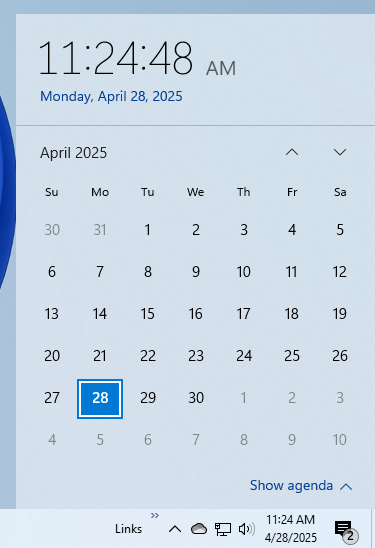 11:24:48 AM
Monday, April 28, 2025
April 2025
Su Mo Tu We Th Fr Sa
30 31 1 2 3 4 5
6 7 8 9 10 11 12
13 14 15 16 17 18 19
20 21 22 23 24 25 26
27 28 29 30 1 2 3
4 5 6 7 8 9 10
Show agenda
Links » 11:24 AM
4/28/2025
2